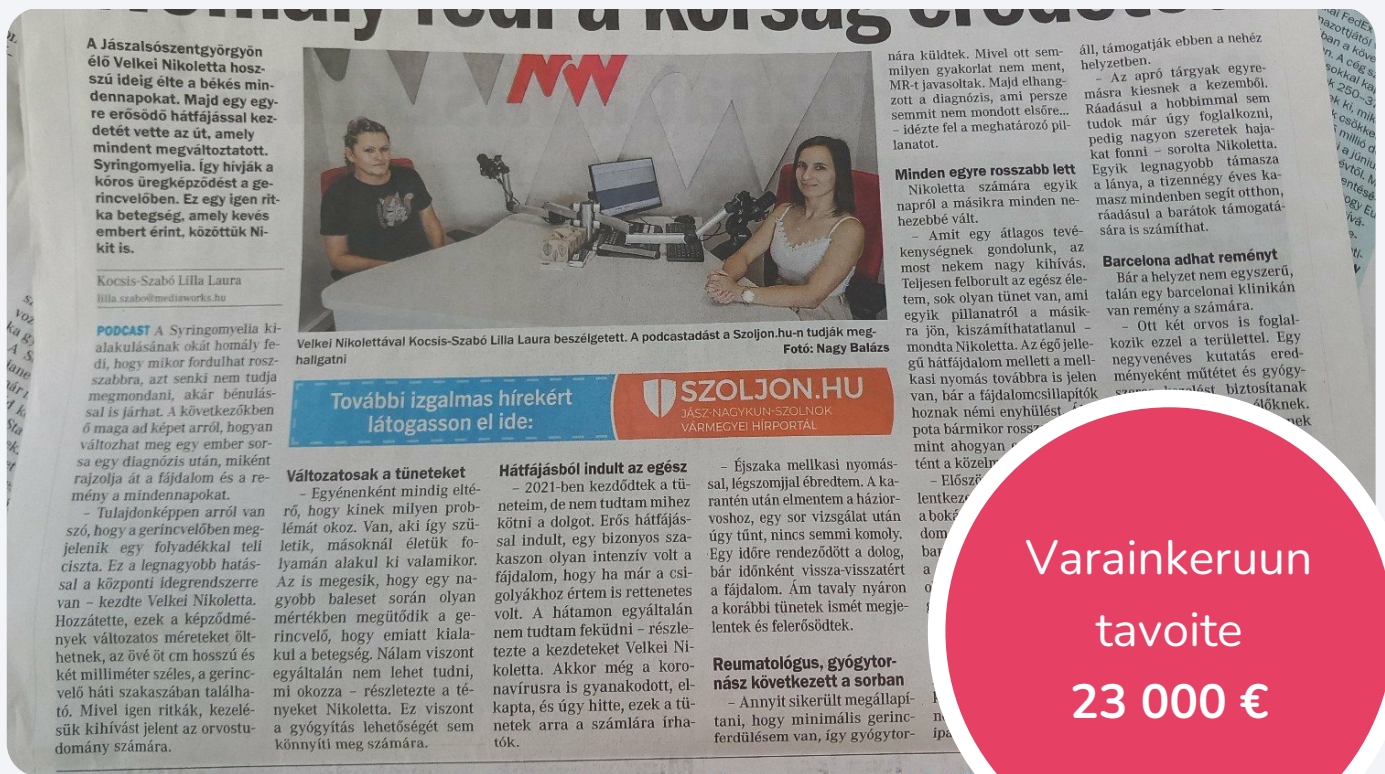 A Jászalsószentgyörgyön
élő Velkei Nikoletta hosz-
szú ideig élte a békés min-
dennapokat. Majd egy egy-
re erősödő hátfájással kez-
detét vette az út, amely
mindent megváltoztatott.
Syringomyelia. Így hívják a
kóros üregképződést a ge-
rincvelőben. Ez egy igen rit-
ka betegség, amely kevés
embert érint, közöttük Ni-
kit is.
Kocsis-Szabó Lilla Laura
lilla.szabo@mediaworks.hu
PODCAST A Syringomyelia ki-
alakulásának okát homály fe-
di, hogy mikor fordulhat rosz-
szabbra, azt senki nem tudja
megmondani, akár bénulás-
sal is járhat. A következőkben
ő maga ad képet arról, hogyan
változhat meg egy ember sor-
sa egy diagnózis után, miként
rajzolja át a fájdalom és a re-
mény a mindennapokat.
– Tulajdonképpen arról van
szó, hogy a gerincvelőben meg-
jelenik egy folyadékkal teli
ciszta. Ez a legnagyobb hatás-
sal a központi idegrendszerre
van – kezdte Velkei Nikoletta.
Hozzátette, ezek a képződmé-
nyek változatos méreteket ölt-
hetnek, az övé öt cm hosszú és
két milliméter széles, a gerinc-
velő háti szakaszában találha-
tó. Mivel igen ritkák, kezelé-
sük kihívást jelent az orvostu-
domány számára.
Velkei Nikolettával Kocsis-Szabó Lilla Laura beszélgetett. A podcastadást a Szoljon.hu-n tudják meg-
hallgatni
Fotó: Nagy Balázs
További izgalmas hírekért
látogasson el ide:
SZOLJON.HU
JÁSZ-NAGYKUN-SZOLNOK
VÁRMEGYEI HÍRPORTÁL
Változatosak a tüneteket
– Egyénenként mindig elté-
rő, hogy kinek milyen prob-
lémát okoz. Van, aki így szü-
letik, másoknál életük fo-
lyamán alakul ki valamikor.
Az is megesik, hogy egy na-
gyobb baleset során olyan
mértékben megütődik a ge-
rincvelő, hogy emiatt kiala-
kul a betegség. Nálam viszont
egyáltalán nem lehet tudni,
mi okozza – részletezte a té-
nyeket Nikoletta. Ez viszont
a gyógyítás lehetőségét sem
könnyíti meg számára.
Hátfájásból indult az egész
– 2021-ben kezdődtek a tü-
neteim, de nem tudtam mihez
kötni a dolgot. Erős hátfájás-
sal indult, egy bizonyos sza-
kaszon olyan intenzív volt a
fájdalom, hogy ha már a csi-
golyákhoz értem is rettenetes
volt. A hátamon egyáltalán
nem tudtam feküdni – részle-
tezte a kezdeteket Velkei Ni-
koletta. Akkor még a koro-
navírusra is gyanakodott, el-
kapta, és úgy hitte, ezek a tü-
netek arra a számlára írha-
tók.
– Éjszaka mellkasi nyomás-
sal, légszomjjal ébredtem. A ka-
rantén után elmentem a házior-
voshoz, egy sor vizsgálat után
úgy tűnt, nincs semmi komoly.
Egy időre rendeződött a dolog,
bár időnként vissza-visszatért
a fájdalom. Ám tavaly nyáron
a korábbi tünetek ismét megje-
lentek és felerősödtek.
Reumatológus, gyógytor-
nász következett a sorban
– Annyit sikerült megállapí-
tani, hogy minimális gerinc-
ferdülésem van, így gyógytor-
nára küldtek. Mivel ott sem-
milyen gyakorlat nem ment,
MR-t javasoltak. Majd elhang-
zott a diagnózis, ami persze
semmit nem mondott elsőre...
– idézte fel a meghatározó pil-
lanatot.
Minden egyre rosszabb lett
Nikoletta számára egyik
napról a másikra minden ne-
hezebbé vált.
– Amit egy átlagos tevé-
kenységnek gondolunk, az
most nekem nagy kihívás.
Teljesen felborult az egész éle-
tem, sok olyan tünet van, ami
egyik pillanatról a másik-
ra jön, kiszámíthatatlanul –
mondta Nikoletta. Az égő jelle-
gű hátfájdalom mellett a mell-
kasi nyomás továbbra is jelen
van, bár a fájdalomcsillapítók
hoznak némi enyhülést
pota bármikor
mint ahogyan
tént a
áll, támogatják ebben a nehéz
helyzetben.
– Az apró tárgyak egyre-
másra kiesnek a kezemből.
Ráadásul a hobbimmal sem
tudok már úgy foglalkozni,
pedig nagyon szeretek haja-
kat fonni – sorolta Nikoletta.
Egyik legnagyobb támasza
a lánya, a tizennégy éves ka-
masz mindenben segít otthon,
ráadásul a barátok támogatá-
sára is számíthat.
Barcelona adhat reményt
Bár a helyzet nem egyszerű,
talán egy barcelonai klinikán
van remény a számára.
– Ott két orvos is foglal-
kozik ezzel a területtel. Egy
negyvenéves kutatás ered-
ményeként műtétet és gyógy-
biztosítanak
Varainkeruun
tavoite
23 000 €